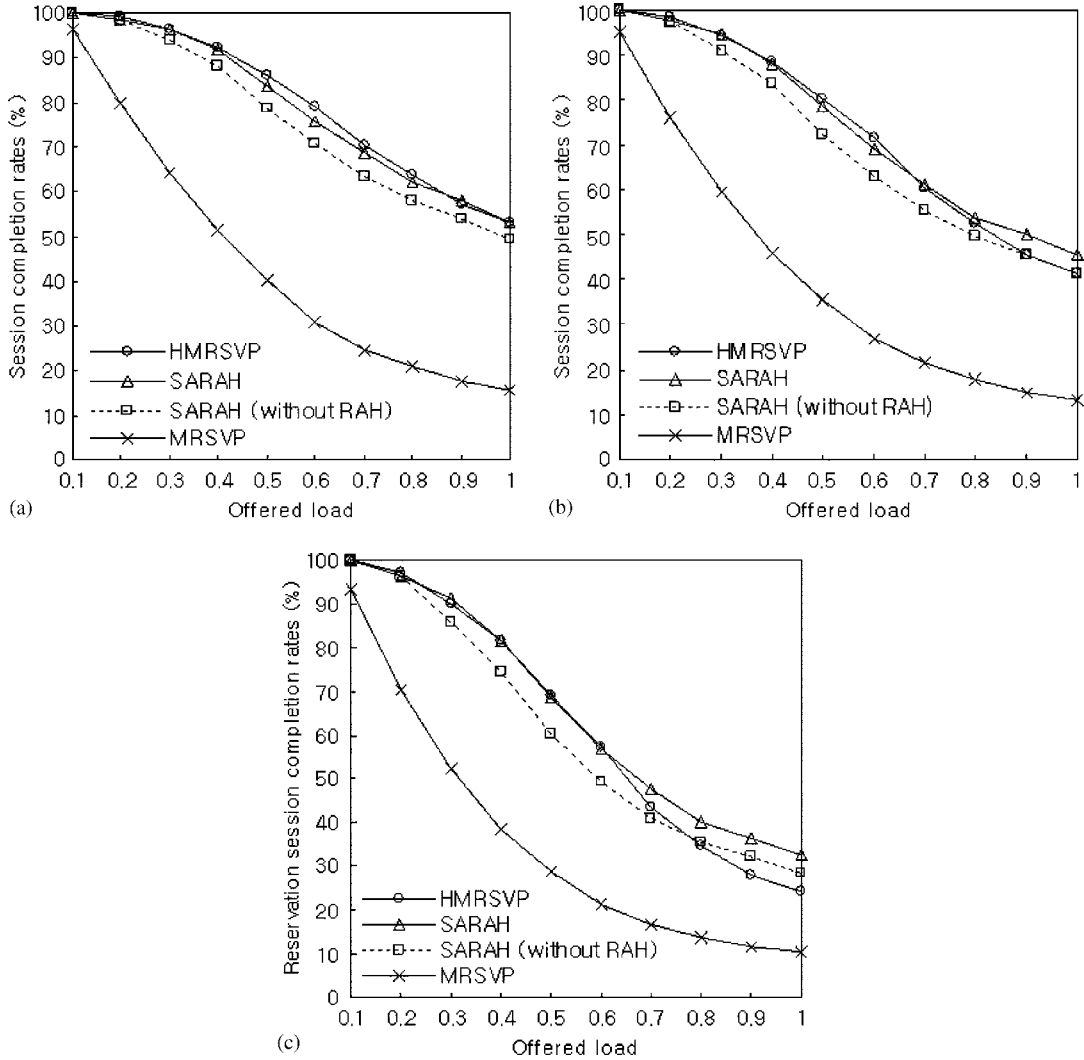 Session completion rates (%)
100
90
80
70
60
50
40
30
20
10
0
HMRSVP
SARAH
SARAH (without RAH)
MRSVP
0.1 0.2 0.3 0.4 0.5 0.6 0.7 0.8 0.9 1
(a)
Offered load
Session completion rates (%)
100
90
80
70
60
50
40
30
20
10
0
HMRSVP
SARAH
SARAH (without RAH)
MRSVP
0.1 0.2 0.3 0.4 0.5 0.6 0.7 0.8 0.9 1
(b)
Offered load
Reservation session completion rates (%)
100
90
80
70
60
50
40
30
20
10
0
HMRSVP
SARAH
SARAH (without RAH)
MRSVP
0.1 0.2 0.3 0.4 0.5 0.6 0.7 0.8 0.9 1
(c)
Offered load